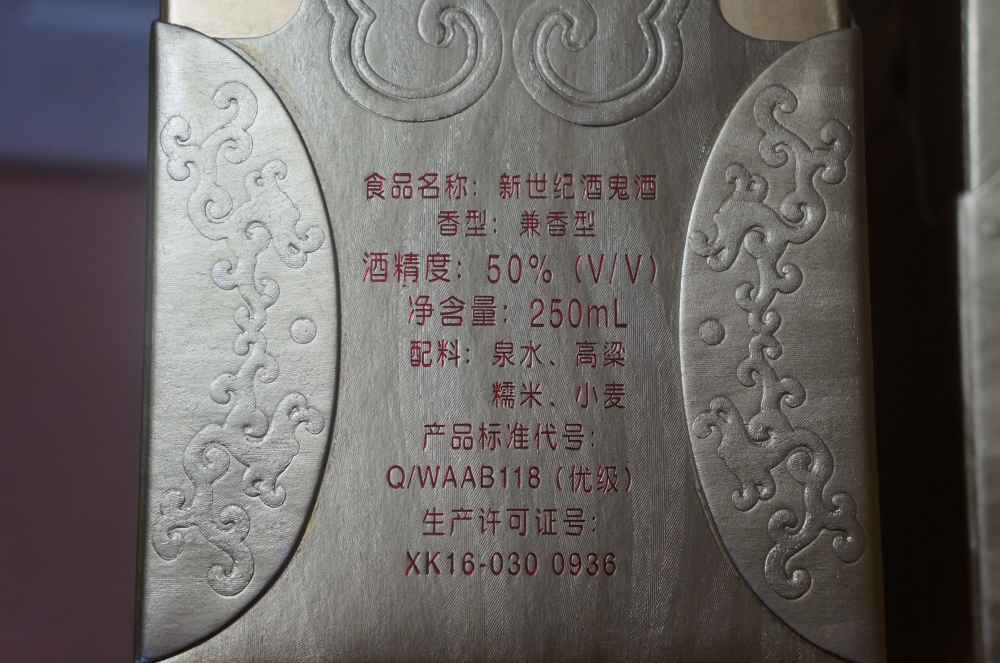 食品名称：新世纪酒鬼酒
香型：兼香型
酒精度：50%（V/V）
净含量：250mL
配料：泉水、高梁
糯米、小麦
产品标准代号：
Q/WAAB118（优级）
生产许可证号：
XK16-030 0936